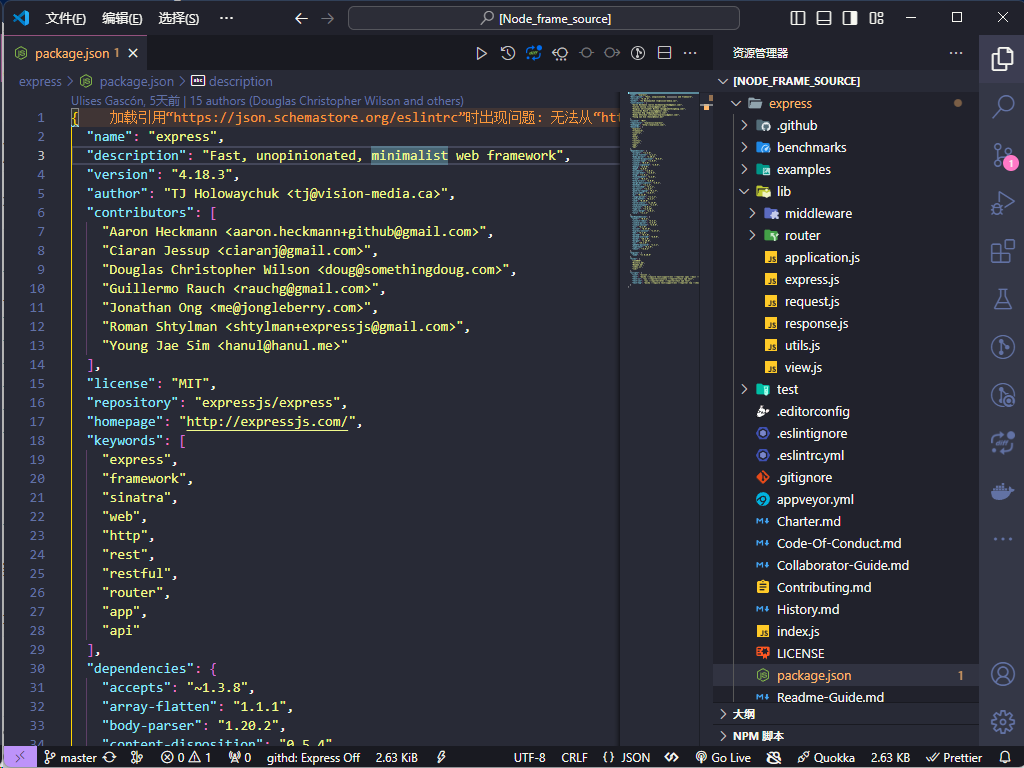 文件(F) 编辑(E) 选择(S) ··· [Node_frame_source]
package.json 1
express > package.json > description
Ulises Gascón, 5天前 | 15 authors (Douglas Christopher Wilson and others)
1 { 加载引用“https://json.schemastore.org/eslintrc”时出现问题: 无法从“htt
2 "name": "express",
3 "description": "Fast, unopinionated, minimalist web framework",
4 "version": "4.18.3",
5 "author": "TJ Holowaychuk <tj@vision-media.ca>",
6 "contributors": [
7 "Aaron Heckmann <aaron.heckmann+github@gmail.com>",
8 "Ciaran Jessup <ciaranj@gmail.com>",
9 "Douglas Christopher Wilson <doug@somethingdoug.com>",
10 "Guillermo Rauch <rauchg@gmail.com>",
11 "Jonathan Ong <me@jongleberry.com>",
12 "Roman Shtylman <shtylman+expressjs@gmail.com>",
13 "Young Jae Sim <hanul@hanul.me>"
14 ],
15 "license": "MIT",
16 "repository": "expressjs/express",
17 "homepage": "http://expressjs.com/",
18 "keywords": [
19 "express",
20 "framework",
21 "sinatra",
22 "web",
23 "http",
24 "rest",
25 "restful",
26 "router",
27 "app",
28 "api"
29 ],
30 "dependencies": {
31 "accepts": "~1.3.8",
32 "array-flatten": "1.1.1",
33 "body-parser": "1.20.2",
34 "content-disposition": "0.5.4",
资源管理器
[NODE_FRAME_SOURCE]
express
.github
benchmarks
examples
lib
middleware
router
application.js
express.js
request.js
response.js
utils.js
view.js
test
.editorconfig
.eslintignore
.eslintrc.yml
.gitignore
appveyor.yml
Charter.md
Code-Of-Conduct.md
Collaborator-Guide.md
Contributing.md
History.md
index.js
LICENSE
package.json 1
Readme-Guide.md
大纲
NPM 脚本
1
master 0 1 0 githd: Express Off 2.63 KiB UTF-8 CRLF {} JSON Go Live Quokka 2.63 KB Prettier